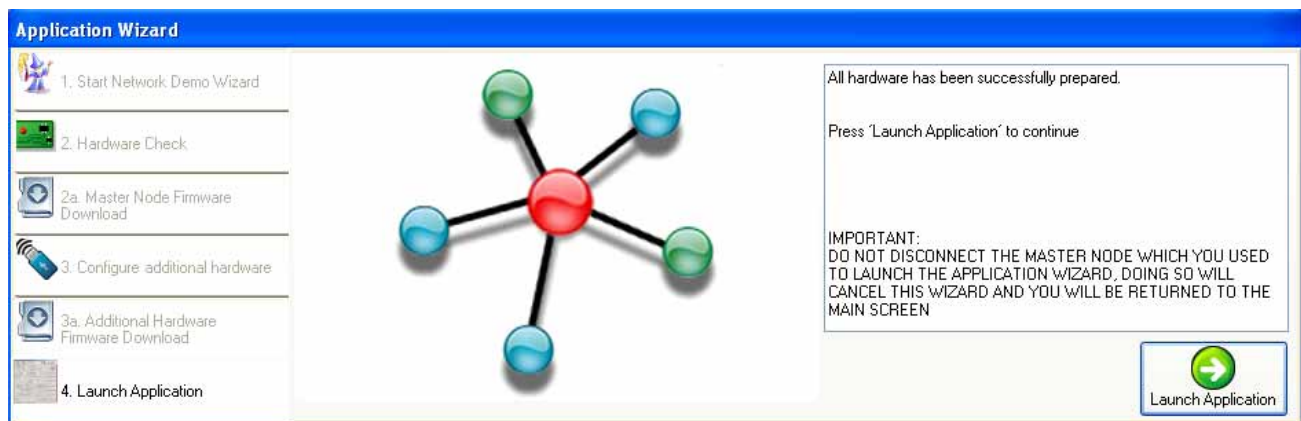 Application Wizard
1. Start Network Demo Wizard
2. Hardware Check
2a. Master Node Firmware
Download
3. Configure additional hardware
3a. Additional Hardware
Firmware Download
4. Launch Application
All hardware has been successfully prepared.
Press 'Launch Application' to continue
IMPORTANT:
DO NOT DISCONNECT THE MASTER NODE WHICH YOU USED
TO LAUNCH THE APPLICATION WIZARD, DOING SO WILL
CANCEL THIS WIZARD AND YOU WILL BE RETURNED TO THE
MAIN SCREEN
Launch Application